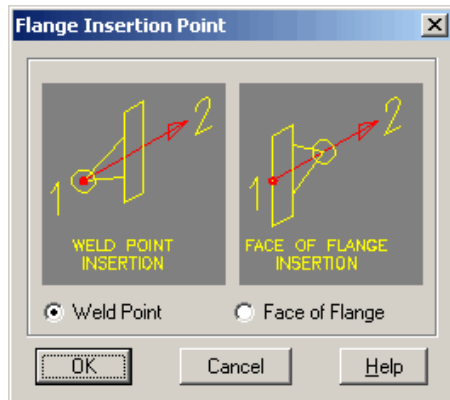 Flange Insertion Point
1 2
WELD POINT
INSERTION
1 2
FACE OF FLANGE
INSERTION
Weld Point
Face of Flange
OK
Cancel
Help